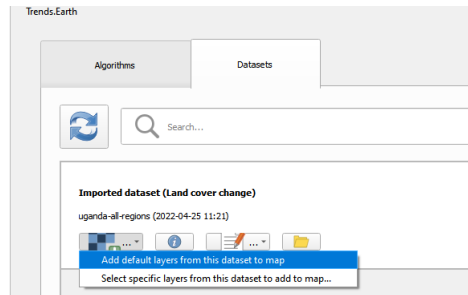 Trends.Earth
Algorithms
Datasets
Search...
Imported dataset (Land cover change)
uganda-all-regions (2022-04-25 11:21)
...
...
Add default layers from this dataset to map
Select specific layers from this dataset to add to map...